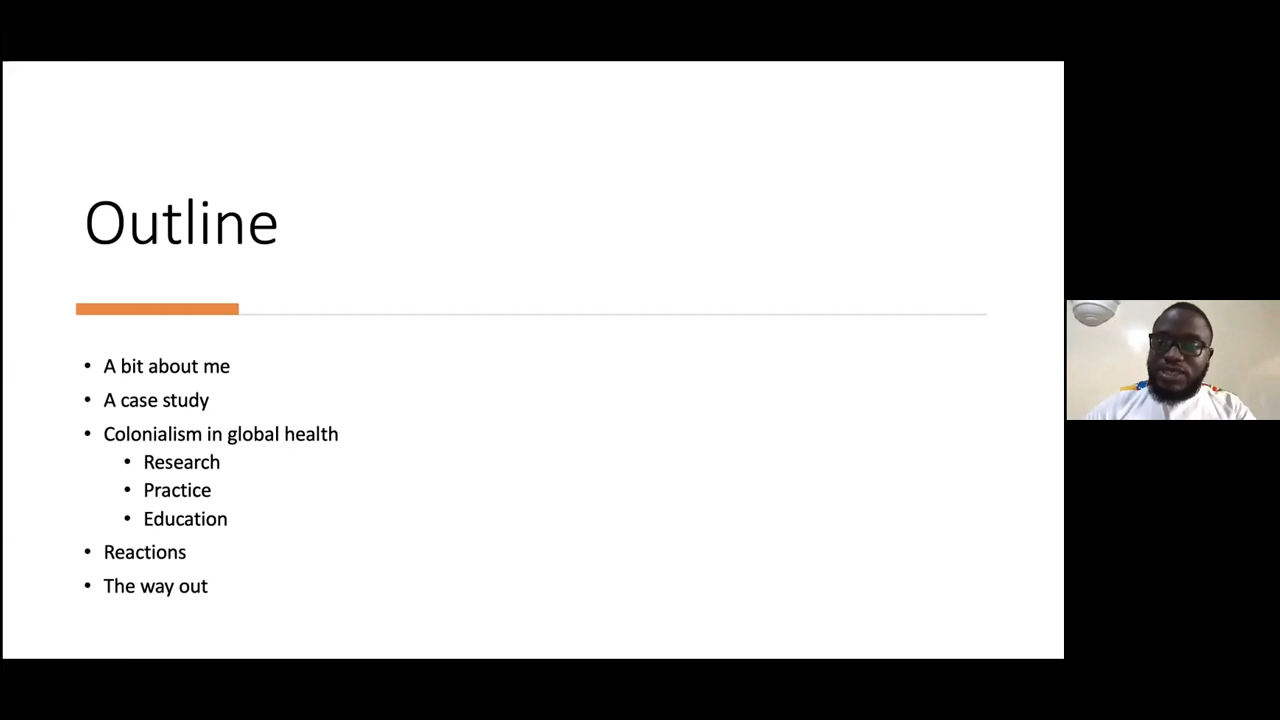 Outline
• A bit about me
• A case study
• Colonialism in global health
• Research
• Practice
• Education
• Reactions
• The way out